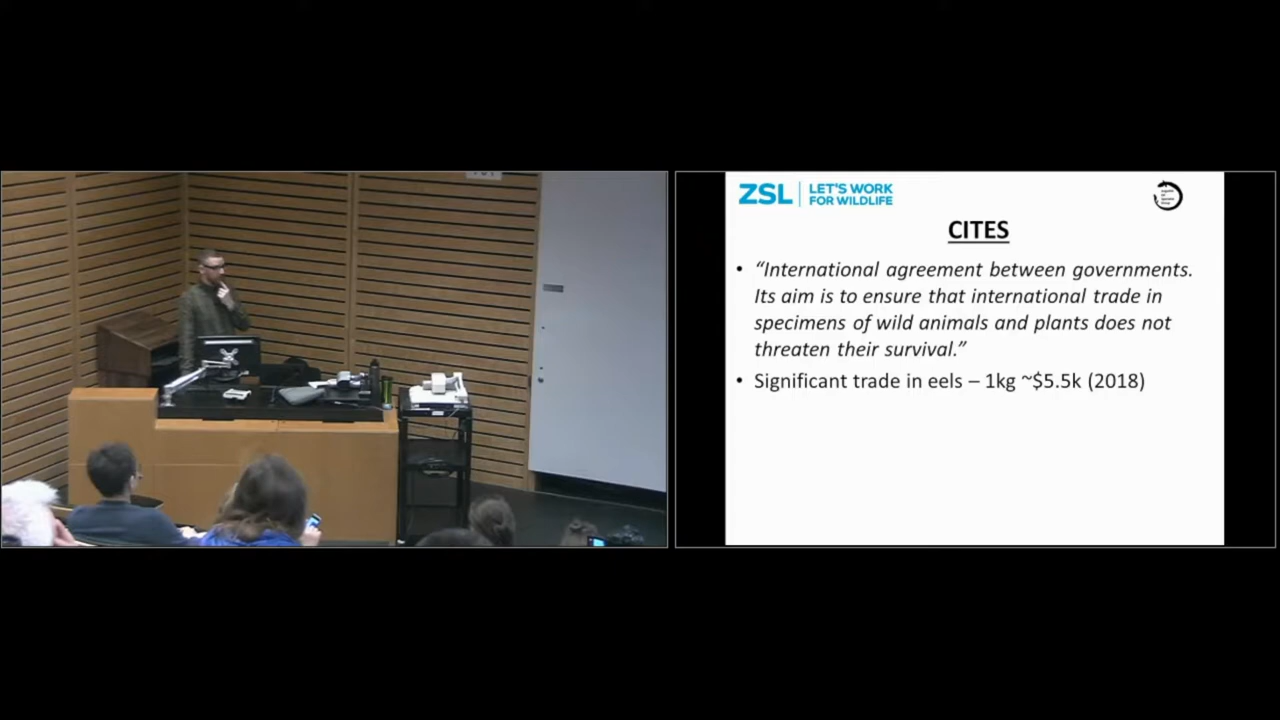 ZSL
LET'S WORK
FOR WILDLIFE
CITES
• “International agreement between governments.
Its aim is to ensure that international trade in
specimens of wild animals and plants does not
threaten their survival.”
• Significant trade in eels – 1kg ~$5.5k (2018)